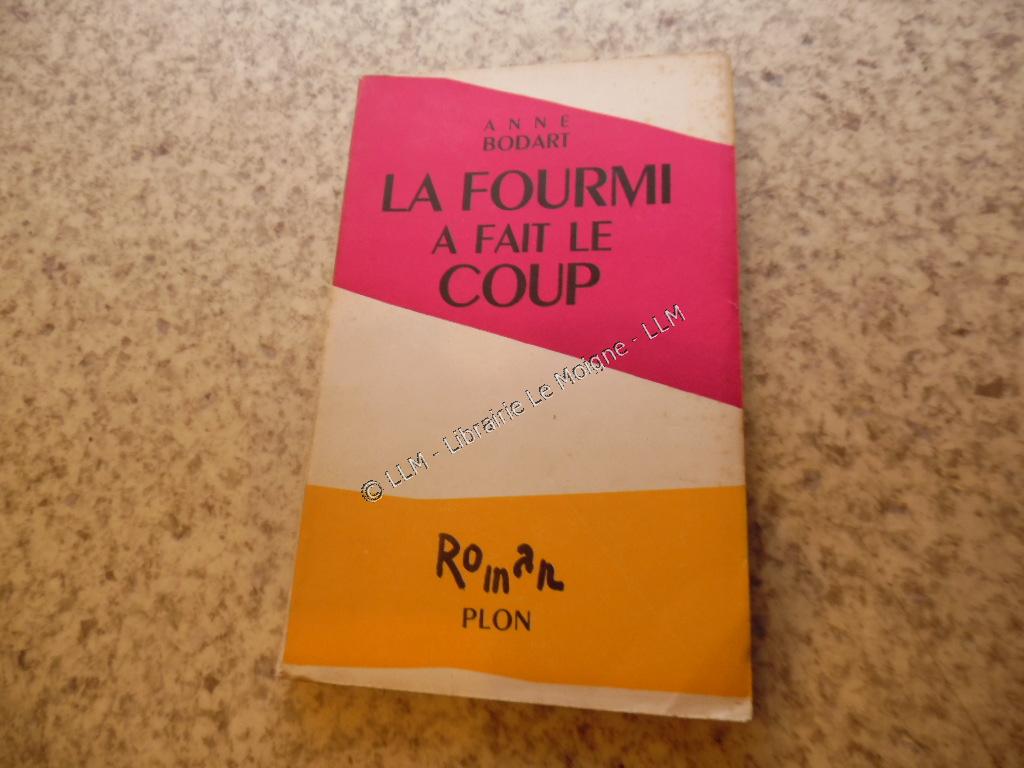 ANNE
BODART
LA FOURMI
A FAIT LE
COUP
© LLM - Librairie Le Moigne - LLM
Roman
PLON